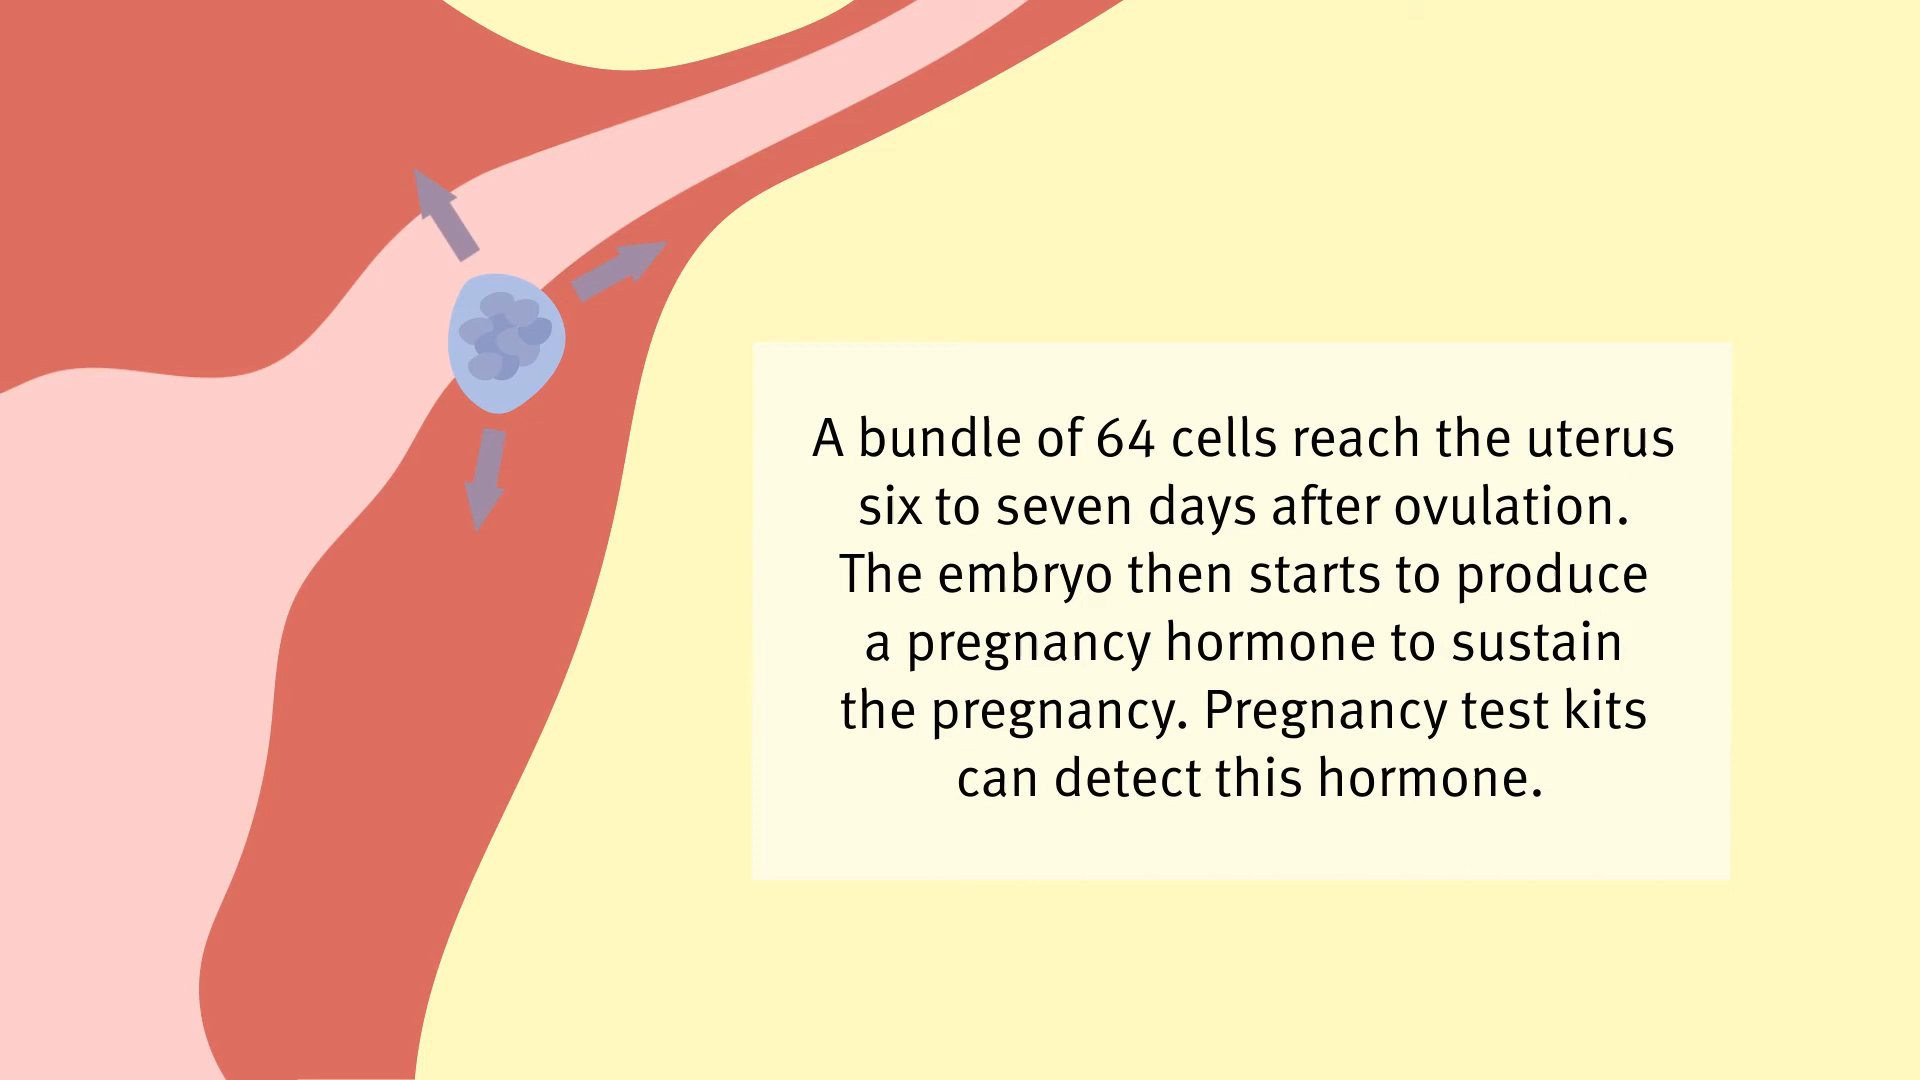 A bundle of 64 cells reach the uterus
six to seven days after ovulation.
The embryo then starts to produce
a pregnancy hormone to sustain
the pregnancy. Pregnancy test kits
can detect this hormone.